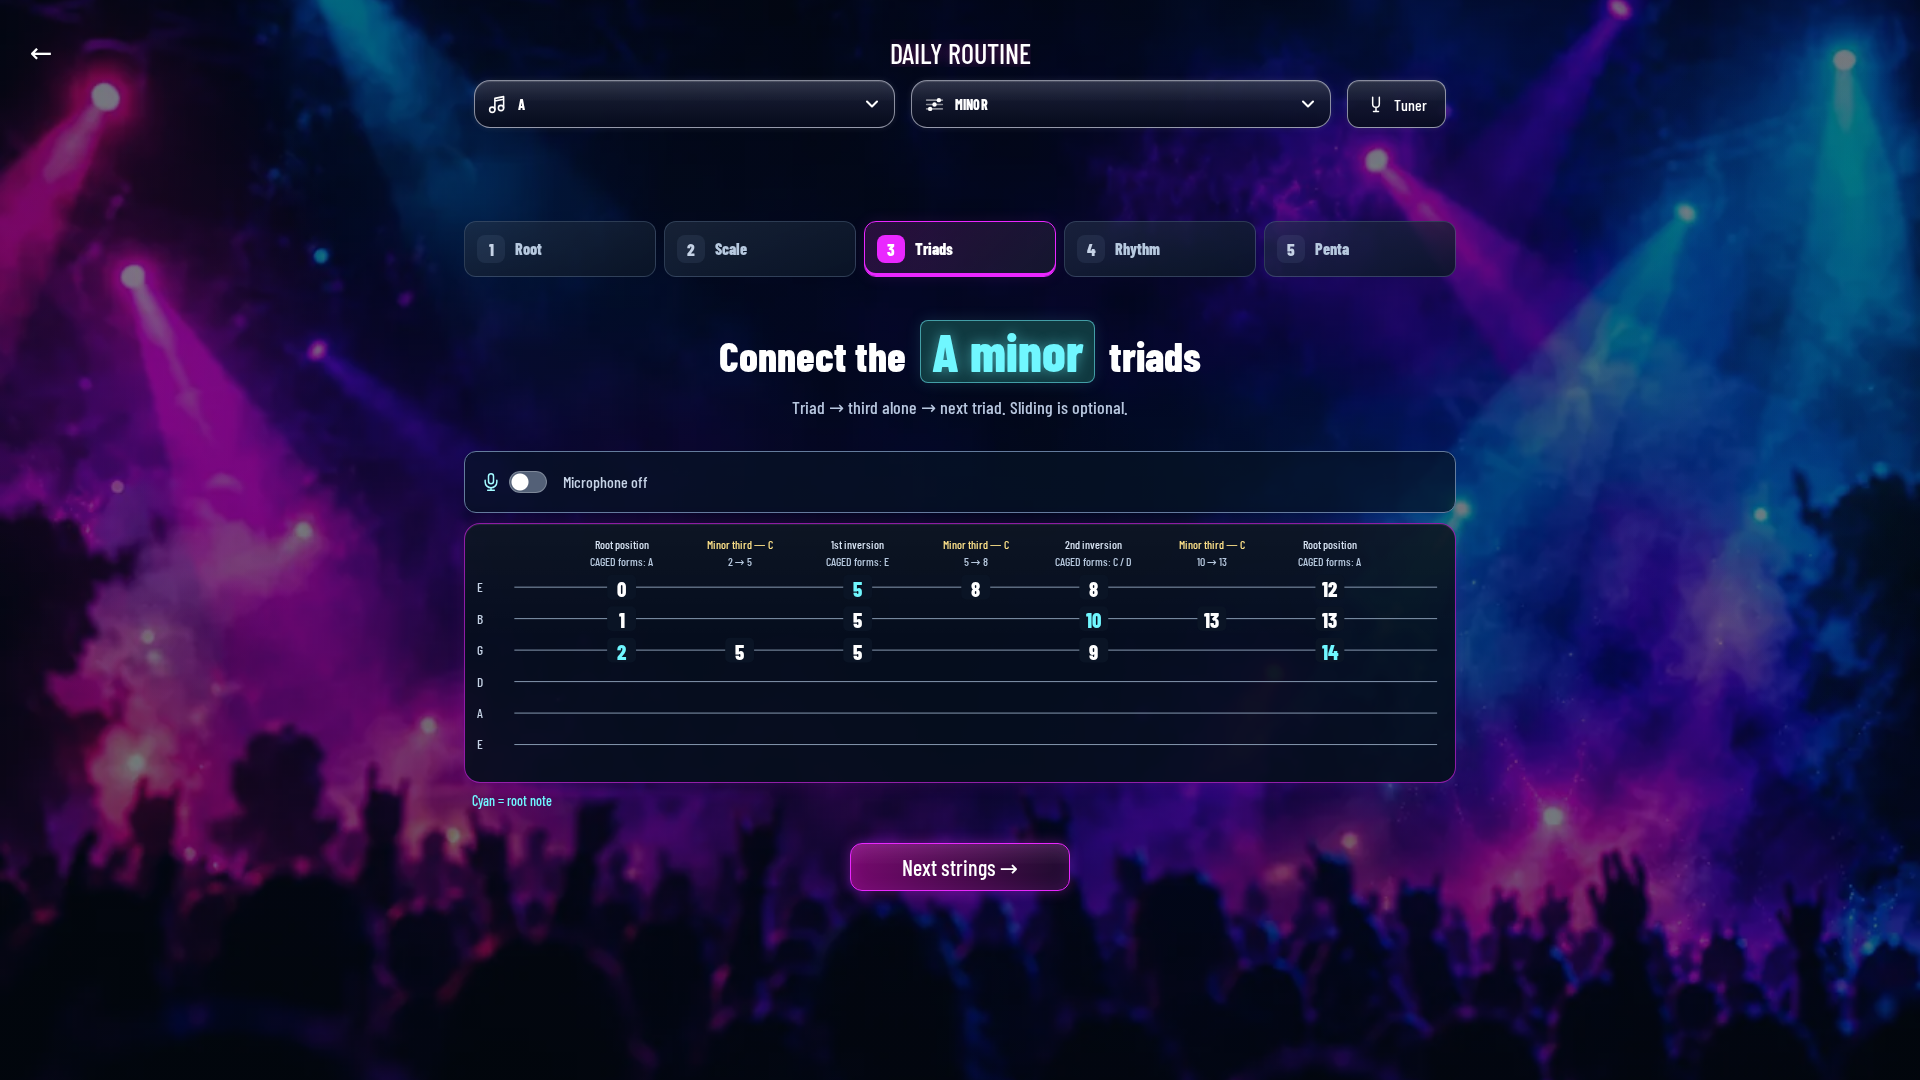 DAILY ROUTINE
A
MINOR
Tuner
1 Root
2 Scale
3 Triads
4 Rhythm
5 Penta
Connect the A minor triads
Triad → third alone → next triad. Sliding is optional.
Microphone off
Root position Minor third — C 1st inversion Minor third — C 2nd inversion Minor third — C Root position
CAGED forms: A 2 → 5 CAGED forms: E 5 → 8 CAGED forms: C / D 10 → 13 CAGED forms: A
E 0 5 8 8 12
B 1 5 10 13 13
G 2 5 5 9 14
D
A
E
Cyan = root note
Next strings →